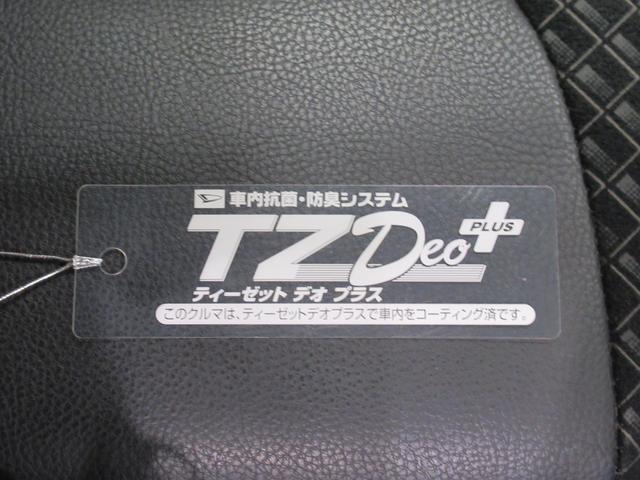 車内抗菌・防臭システム
TZ Deo PLUS
ティーゼット デオ プラス
このクルマは、ティーゼットデオプラスで車内をコーティング済です。